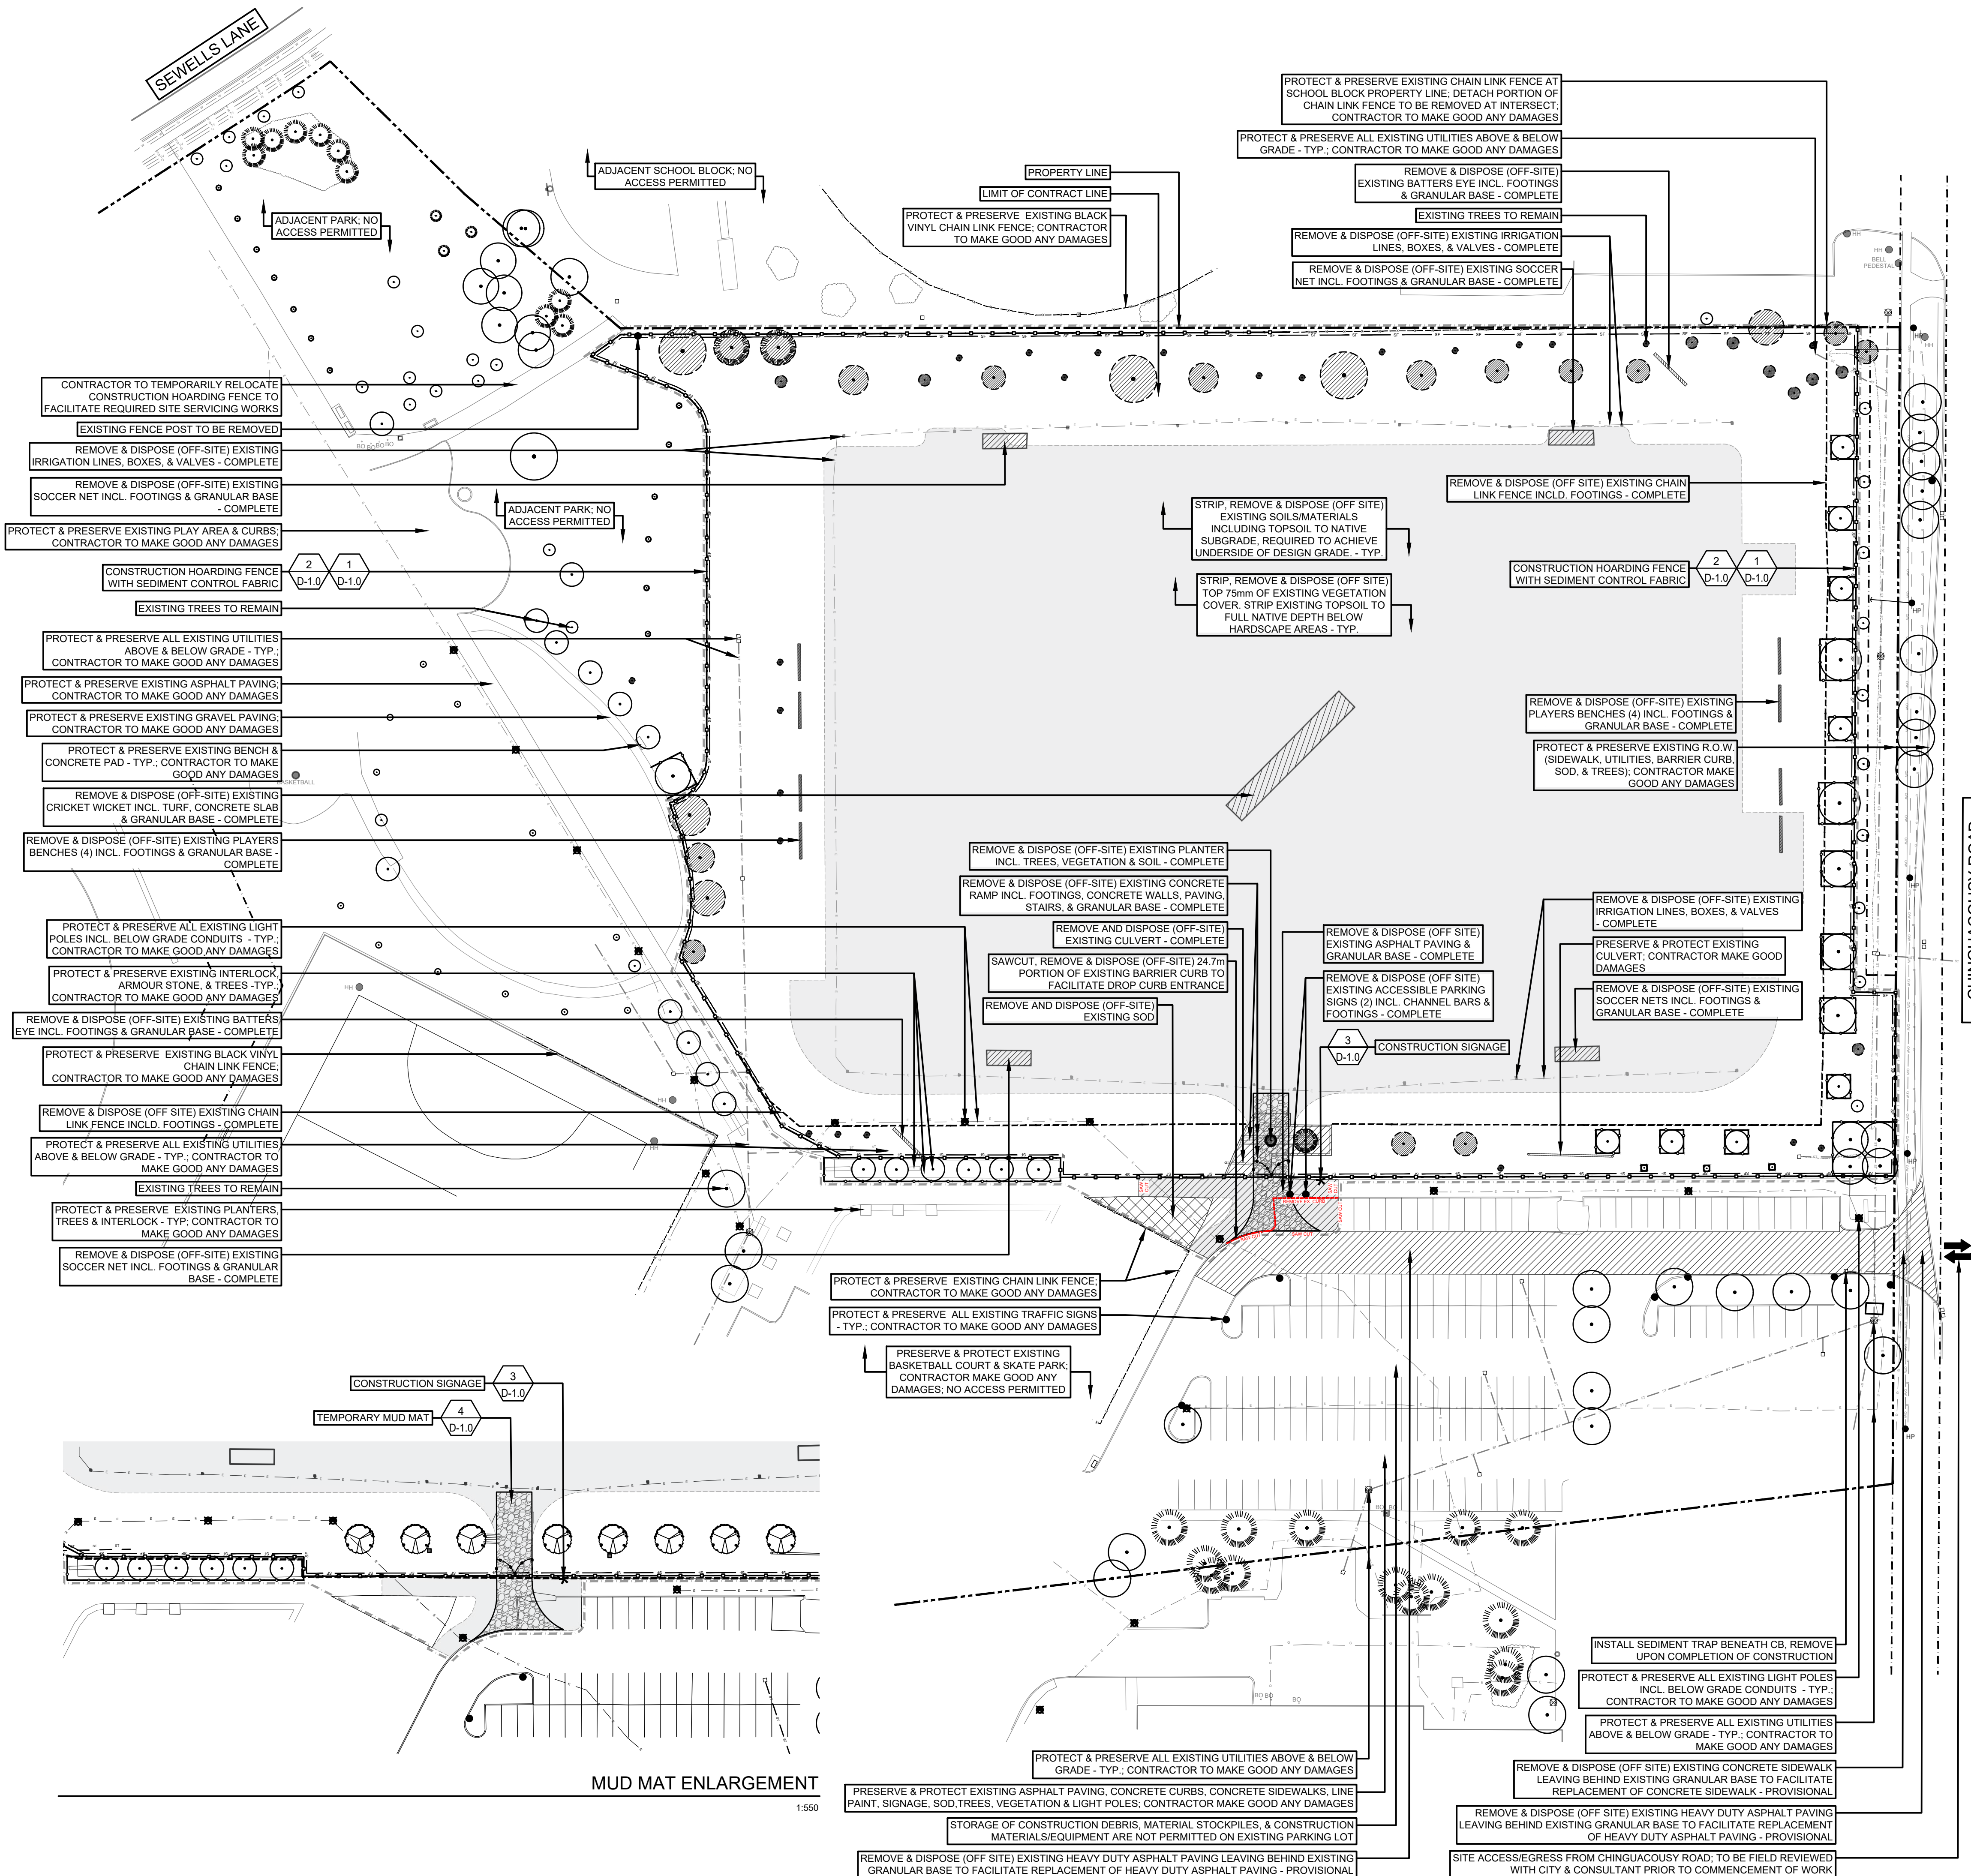 SEWELLS LANE
PROTECT & PRESERVE EXISTING CHAIN LINK FENCE AT
SCHOOL BLOCK PROPERTY LINE; DETACH PORTION OF
CHAIN LINK FENCE TO BE REMOVED AT INTERSECT;
CONTRACTOR TO MAKE GOOD ANY DAMAGES
PROTECT & PRESERVE ALL EXISTING UTILITIES ABOVE & BELOW
GRADE - TYP.; CONTRACTOR TO MAKE GOOD ANY DAMAGES
REMOVE & DISPOSE (OFF-SITE)
EXISTING BATTERS EYE INCL. FOOTINGS
& GRANULAR BASE - COMPLETE
EXISTING TREES TO REMAIN
REMOVE & DISPOSE (OFF-SITE) EXISTING IRRIGATION
LINES, BOXES, & VALVES - COMPLETE
REMOVE & DISPOSE (OFF-SITE) EXISTING SOCCER
NET INCL. FOOTINGS & GRANULAR BASE - COMPLETE
ADJACENT SCHOOL BLOCK; NO
ACCESS PERMITTED
PROPERTY LINE
LIMIT OF CONTRACT LINE
PROTECT & PRESERVE EXISTING BLACK
VINYL CHAIN LINK FENCE; CONTRACTOR
TO MAKE GOOD ANY DAMAGES
ADJACENT PARK; NO
ACCESS PERMITTED
HH
HH
BELL
PEDESTAL
HH
CONTRACTOR TO TEMPORARILY RELOCATE
CONSTRUCTION HOARDING FENCE TO
FACILITATE REQUIRED SITE SERVICING WORKS
EXISTING FENCE POST TO BE REMOVED
BO BO BO BO
REMOVE & DISPOSE (OFF-SITE) EXISTING
IRRIGATION LINES, BOXES, & VALVES - COMPLETE
REMOVE & DISPOSE (OFF-SITE) EXISTING
SOCCER NET INCL. FOOTINGS & GRANULAR BASE
- COMPLETE
PROTECT & PRESERVE EXISTING PLAY AREA & CURBS;
CONTRACTOR TO MAKE GOOD ANY DAMAGES
CONSTRUCTION HOARDING FENCE
WITH SEDIMENT CONTROL FABRIC
2
D-1.0
1
D-1.0
EXISTING TREES TO REMAIN
PROTECT & PRESERVE ALL EXISTING UTILITIES
ABOVE & BELOW GRADE - TYP.;
CONTRACTOR TO MAKE GOOD ANY DAMAGES
PROTECT & PRESERVE EXISTING ASPHALT PAVING;
CONTRACTOR TO MAKE GOOD ANY DAMAGES
PROTECT & PRESERVE EXISTING GRAVEL PAVING;
CONTRACTOR TO MAKE GOOD ANY DAMAGES
PROTECT & PRESERVE EXISTING BENCH &
CONCRETE PAD - TYP.; CONTRACTOR TO MAKE
GOOD ANY DAMAGES
BASKETBALL
REMOVE & DISPOSE (OFF-SITE) EXISTING
CRICKET WICKET INCL. TURF, CONCRETE SLAB
& GRANULAR BASE - COMPLETE
REMOVE & DISPOSE (OFF-SITE) EXISTING PLAYERS
BENCHES (4) INCL. FOOTINGS & GRANULAR BASE -
COMPLETE
ADJACENT PARK; NO
ACCESS PERMITTED
STRIP, REMOVE & DISPOSE (OFF SITE)
EXISTING SOILS/MATERIALS
INCLUDING TOPSOIL TO NATIVE
SUBGRADE, REQUIRED TO ACHIEVE
UNDERSIDE OF DESIGN GRADE. - TYP.
STRIP, REMOVE & DISPOSE (OFF SITE)
TOP 75mm OF EXISTING VEGETATION
COVER. STRIP EXISTING TOPSOIL TO
FULL NATIVE DEPTH BELOW
HARDSCAPE AREAS - TYP.
REMOVE & DISPOSE (OFF SITE) EXISTING CHAIN
LINK FENCE INCLD. FOOTINGS - COMPLETE
CONSTRUCTION HOARDING FENCE
WITH SEDIMENT CONTROL FABRIC
2
D-1.0
1
D-1.0
HP
REMOVE & DISPOSE (OFF-SITE) EXISTING
PLAYERS BENCHES (4) INCL. FOOTINGS &
GRANULAR BASE - COMPLETE
PROTECT & PRESERVE EXISTING R.O.W.
(SIDEWALK, UTILITIES, BARRIER CURB,
SOD, & TREES); CONTRACTOR MAKE
GOOD ANY DAMAGES
HP
PROTECT & PRESERVE ALL EXISTING LIGHT
POLES INCL. BELOW GRADE CONDUITS - TYP.;
CONTRACTOR TO MAKE GOOD ANY DAMAGES
PROTECT & PRESERVE EXISTING INTERLOCK,
ARMOUR STONE, & TREES -TYP.;
CONTRACTOR TO MAKE GOOD ANY DAMAGES
HH
REMOVE & DISPOSE (OFF-SITE) EXISTING BATTERS
EYE INCL. FOOTINGS & GRANULAR BASE - COMPLETE
PROTECT & PRESERVE EXISTING BLACK VINYL
CHAIN LINK FENCE;
CONTRACTOR TO MAKE GOOD ANY DAMAGES
REMOVE & DISPOSE (OFF SITE) EXISTING CHAIN
LINK FENCE INCLD. FOOTINGS - COMPLETE
PROTECT & PRESERVE ALL EXISTING UTILITIES
ABOVE & BELOW GRADE - TYP.; CONTRACTOR TO
MAKE GOOD ANY DAMAGES
EXISTING TREES TO REMAIN
PROTECT & PRESERVE EXISTING PLANTERS,
TREES & INTERLOCK - TYP; CONTRACTOR TO
MAKE GOOD ANY DAMAGES
REMOVE & DISPOSE (OFF-SITE) EXISTING
SOCCER NET INCL. FOOTINGS & GRANULAR
BASE - COMPLETE
HH
HH
REMOVE & DISPOSE (OFF-SITE) EXISTING PLANTER
INCL. TREES, VEGETATION & SOIL - COMPLETE
REMOVE & DISPOSE (OFF-SITE) EXISTING CONCRETE
RAMP INCL. FOOTINGS, CONCRETE WALLS, PAVING,
STAIRS, & GRANULAR BASE - COMPLETE
REMOVE AND DISPOSE (OFF-SITE)
EXISTING CULVERT - COMPLETE
SAWCUT, REMOVE & DISPOSE (OFF-SITE) 24.7m
PORTION OF EXISTING BARRIER CURB TO
FACILITATE DROP CURB ENTRANCE
REMOVE AND DISPOSE (OFF-SITE)
EXISTING SOD
REMOVE & DISPOSE (OFF SITE)
EXISTING ASPHALT PAVING &
GRANULAR BASE - COMPLETE
REMOVE & DISPOSE (OFF SITE)
EXISTING ACCESSIBLE PARKING
SIGNS (2) INCL. CHANNEL BARS &
FOOTINGS - COMPLETE
3
D-1.0
CONSTRUCTION SIGNAGE
REMOVE & DISPOSE (OFF-SITE) EXISTING
IRRIGATION LINES, BOXES, & VALVES
- COMPLETE
PRESERVE & PROTECT EXISTING
CULVERT; CONTRACTOR MAKE GOOD
DAMAGES
REMOVE & DISPOSE (OFF-SITE) EXISTING
SOCCER NETS INCL. FOOTINGS &
GRANULAR BASE - COMPLETE
HP
SAW CUT
SAW CUT
PROTECT & PRESERVE EXISTING CHAIN LINK FENCE;
CONTRACTOR TO MAKE GOOD ANY DAMAGES
PROTECT & PRESERVE ALL EXISTING TRAFFIC SIGNS
- TYP.; CONTRACTOR TO MAKE GOOD ANY DAMAGES
PRESERVE & PROTECT EXISTING
BASKETBALL COURT & SKATE PARK;
CONTRACTOR MAKE GOOD ANY
DAMAGES; NO ACCESS PERMITTED
HP
CONSTRUCTION SIGNAGE
3
D-1.0
TEMPORARY MUD MAT
4
D-1.0
MUD MAT ENLARGEMENT
1:550
BO BO
BO BO
BO
INSTALL SEDIMENT TRAP BENEATH CB, REMOVE
UPON COMPLETION OF CONSTRUCTION
PROTECT & PRESERVE ALL EXISTING LIGHT POLES
INCL. BELOW GRADE CONDUITS - TYP.;
CONTRACTOR TO MAKE GOOD ANY DAMAGES
PROTECT & PRESERVE ALL EXISTING UTILITIES
ABOVE & BELOW GRADE - TYP.; CONTRACTOR TO
MAKE GOOD ANY DAMAGES
REMOVE & DISPOSE (OFF SITE) EXISTING CONCRETE SIDEWALK
LEAVING BEHIND EXISTING GRANULAR BASE TO FACILITATE
REPLACEMENT OF CONCRETE SIDEWALK - PROVISIONAL
REMOVE & DISPOSE (OFF SITE) EXISTING HEAVY DUTY ASPHALT PAVING
LEAVING BEHIND EXISTING GRANULAR BASE TO FACILITATE REPLACEMENT
OF HEAVY DUTY ASPHALT PAVING - PROVISIONAL
SITE ACCESS/EGRESS FROM CHINGUACOUSY ROAD; TO BE FIELD REVIEWED
WITH CITY & CONSULTANT PRIOR TO COMMENCEMENT OF WORK
PROTECT & PRESERVE ALL EXISTING UTILITIES ABOVE & BELOW
GRADE - TYP.; CONTRACTOR TO MAKE GOOD ANY DAMAGES
PRESERVE & PROTECT EXISTING ASPHALT PAVING, CONCRETE CURBS, CONCRETE SIDEWALKS, LINE
PAINT, SIGNAGE, SOD,TREES, VEGETATION & LIGHT POLES; CONTRACTOR MAKE GOOD ANY DAMAGES
STORAGE OF CONSTRUCTION DEBRIS, MATERIAL STOCKPILES, & CONSTRUCTION
MATERIALS/EQUIPMENT ARE NOT PERMITTED ON EXISTING PARKING LOT
REMOVE & DISPOSE (OFF SITE) EXISTING HEAVY DUTY ASPHALT PAVING LEAVING BEHIND EXISTING
GRANULAR BASE TO FACILITATE REPLACEMENT OF HEAVY DUTY ASPHALT PAVING - PROVISIONAL